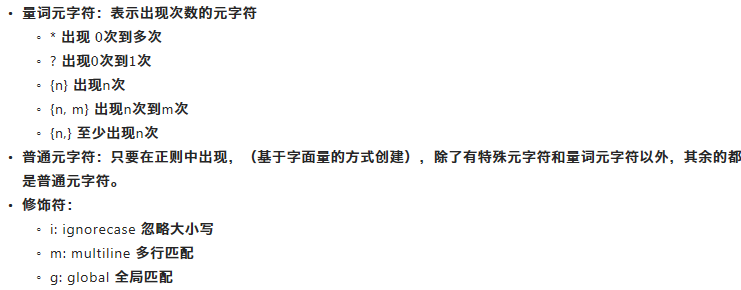 • 量词元字符：表示出现次数的元字符
◦ * 出现 0次到多次
◦ ? 出现0次到1次
◦ {n} 出现n次
◦ {n, m} 出现n次到m次
◦ {n,} 至少出现n次
• 普通元字符：只要在正则中出现，（基于字面量的方式创建），除了有特殊元字符和量词元字符以外，其余的都
是普通元字符。
• 修饰符：
◦ i: ignorecase 忽略大小写
◦ m: multiline 多行匹配
◦ g: global 全局匹配